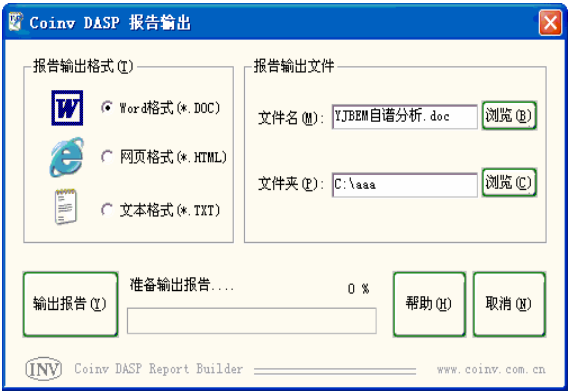 Coinv DASP 报告输出
报告输出格式(T)
Word格式(*.DOC)
网页格式(*.HTML)
文本格式(*.TXT)
报告输出文件
文件名(M): YJBEM自谱分析.doc 浏览(B)
文件夹(P): C:\aaa 浏览(C)
输出报告(Y)
准备输出报告.... 0 %
帮助(H)
取消(N)
INV Coinv DASP Report Builder www.coinv.com.cn